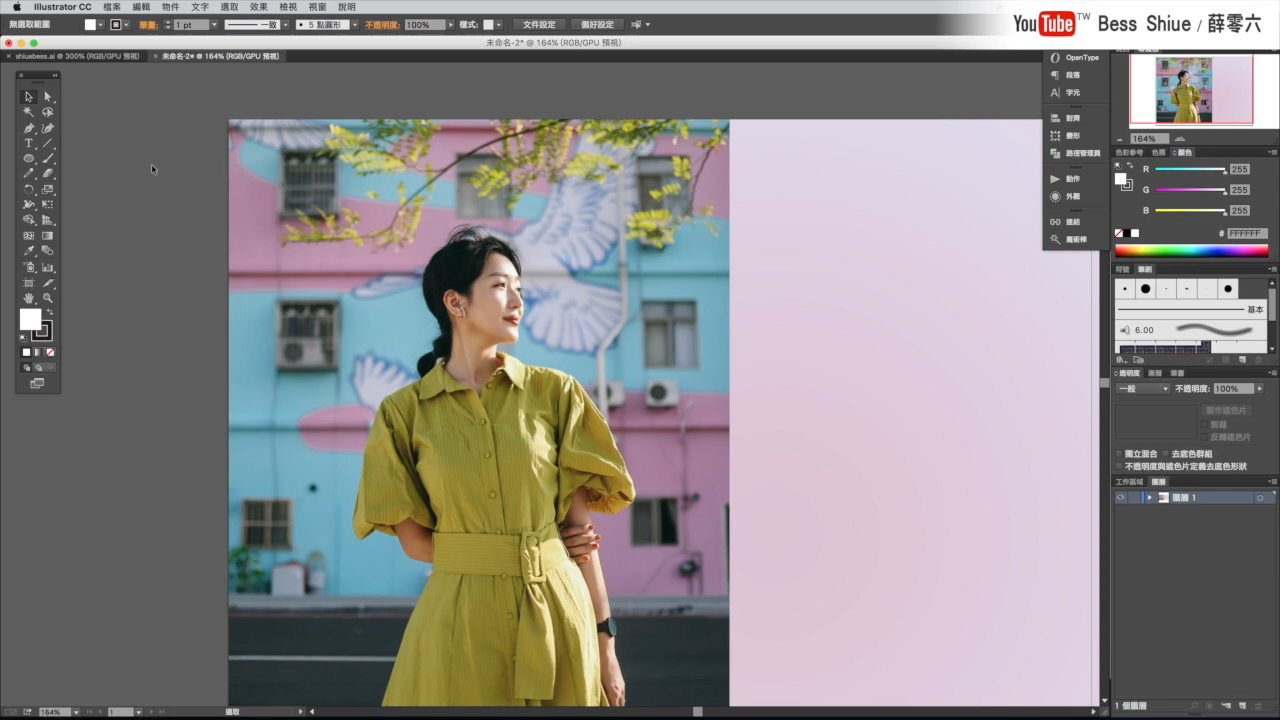 Illustrator CC 檔案 編輯 物件 文字 選取 效果 檢視 視窗 說明
無選取範圍 筆畫: 1 pt 一致 5 點圓形 不透明度: 100% 樣式: 文件設定 偏好設定
YouTube TW Bess Shiue / 薛零六
未命名-2* @ 164% (RGB/GPU 預視)
shiuebess.ai @ 300% (RGB/GPU 預視) 未命名-2* @ 164% (RGB/GPU 預視)
OpenType
段落
字元
對齊
變形
路徑管理員
動作
外觀
連結
魔術棒
164%
色彩參考 色票 顏色
R 255
G 255
B 255
# FFFFFF
符號 筆刷
基本
6.00
透明度 漸層 筆畫
一般 不透明度: 100%
製作遮色片
剪裁
反轉遮色片
獨立混合 去底色群組
不透明度與遮色片定義去底色形狀
工作區域 圖層
圖層 1
1 個圖層
164% 1 選取